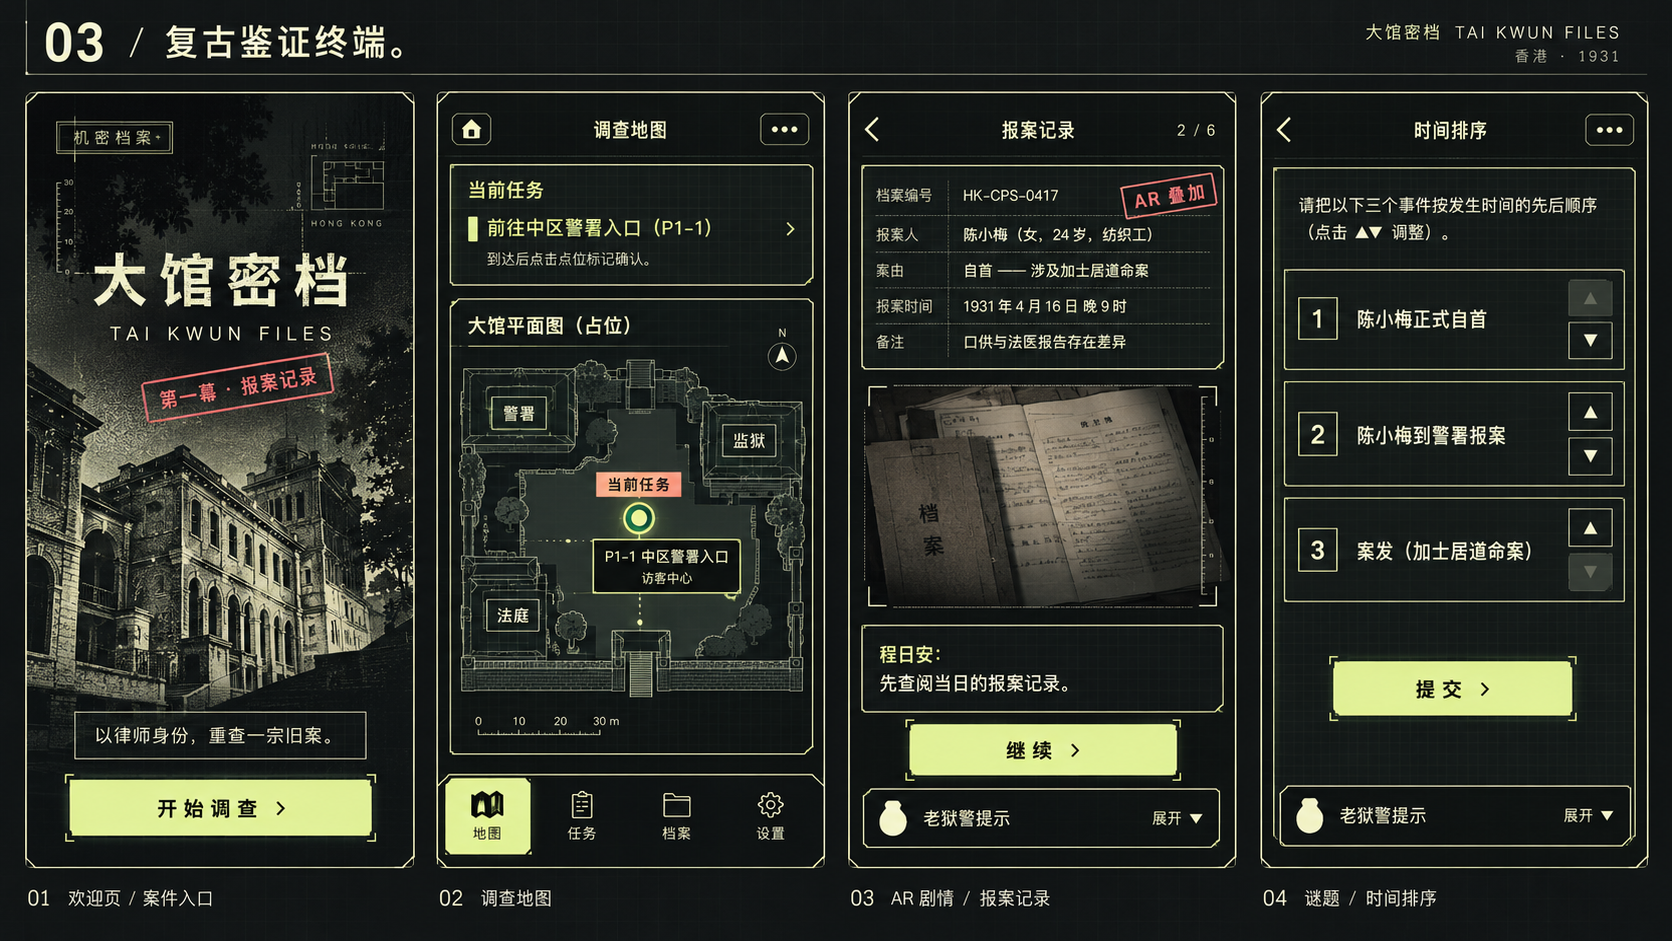 03 / 复古鉴证终端。
大馆密档 TAI KWUN FILES
香港 · 1931
机密档案
30
20
10
0
HONG KONG
大馆密档
TAI KWUN FILES
第一幕 · 报案记录
以律师身份，重查一宗旧案。
开始调查 >
01 欢迎页 / 案件入口
调查地图
当前任务
前往中区警署入口（P1-1）
到达后点击点位标记确认。
大馆平面图（占位）
N
警署
监狱
当前任务
P1-1 中区警署入口
访客中心
法庭
0 10 20 30 m
地图 任务 档案 设置
02 调查地图
报案记录 2 / 6
档案编号 HK-CPS-0417
AR 叠加
报案人 陈小梅（女，24 岁，纺织工）
案由 自首 —— 涉及加士居道命案
报案时间 1931 年 4 月 16 日 晚 9 时
备注 口供与法医报告存在差异
档案
程日安：
先查阅当日的报案记录。
继续 >
老狱警提示 展开 ▼
03 AR 剧情 / 报案记录
时间排序
请把以下三个事件按发生时间的先后顺序
（点击 ▲▼ 调整）。
1 陈小梅正式自首
2 陈小梅到警署报案
3 案发（加士居道命案）
提交 >
老狱警提示 展开 ▼
04 谜题 / 时间排序